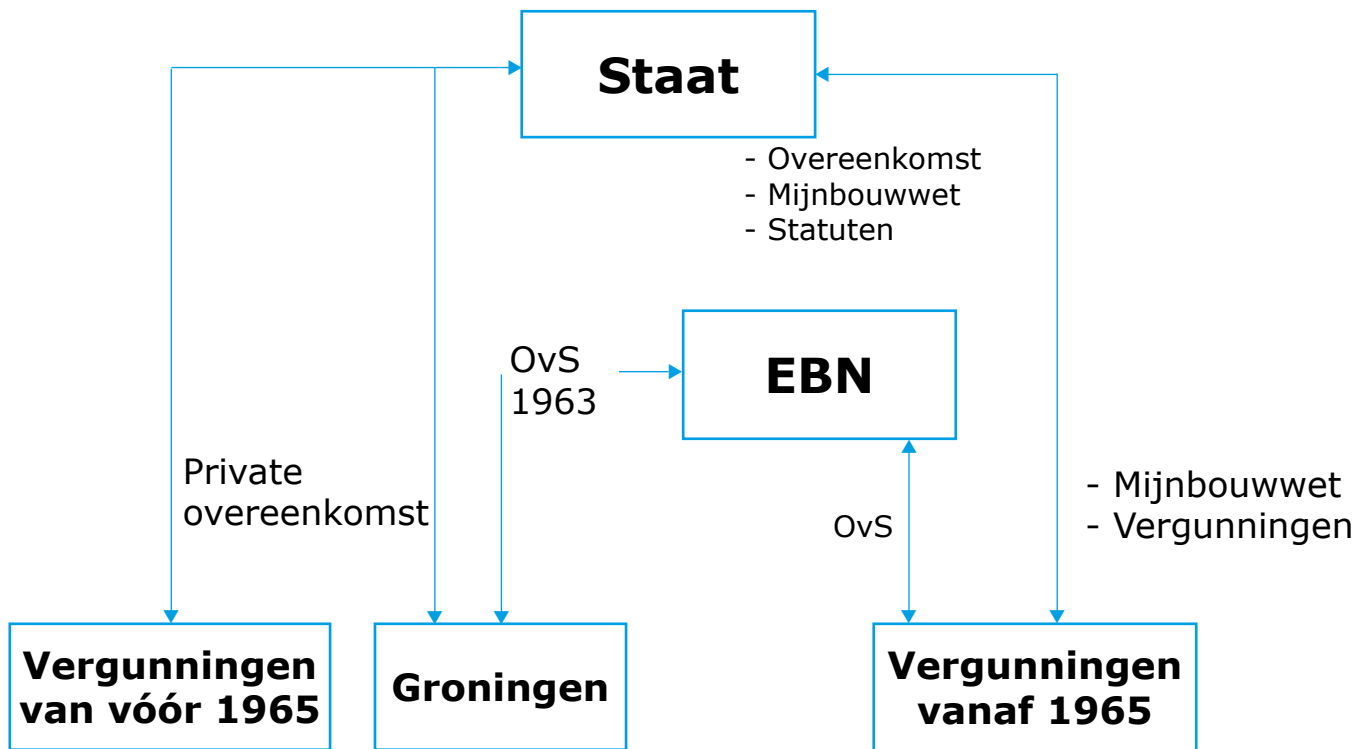 Staat
- Overeenkomst
- Mijnbouwwet
- Statuten
EBN
OvS
1963
Private
overeenkomst
OvS
- Mijnbouwwet
- Vergunningen
Vergunningen
van vóór 1965
Groningen
Vergunningen
vanaf 1965